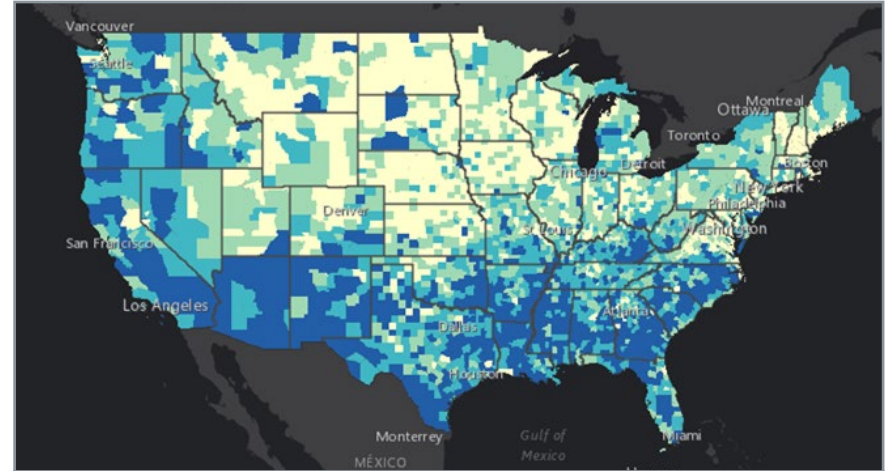 Vancouver
Seattle
Ottawa
Montreal
Toronto
Detroit
Boston
Chicago
New York
Philadelphia
Denver
St Louis
Washington
San Francisco
Los Angeles
Atlanta
Dallas
Houston
Monterrey
Gulf of
Mexico
Miami
MÉXICO